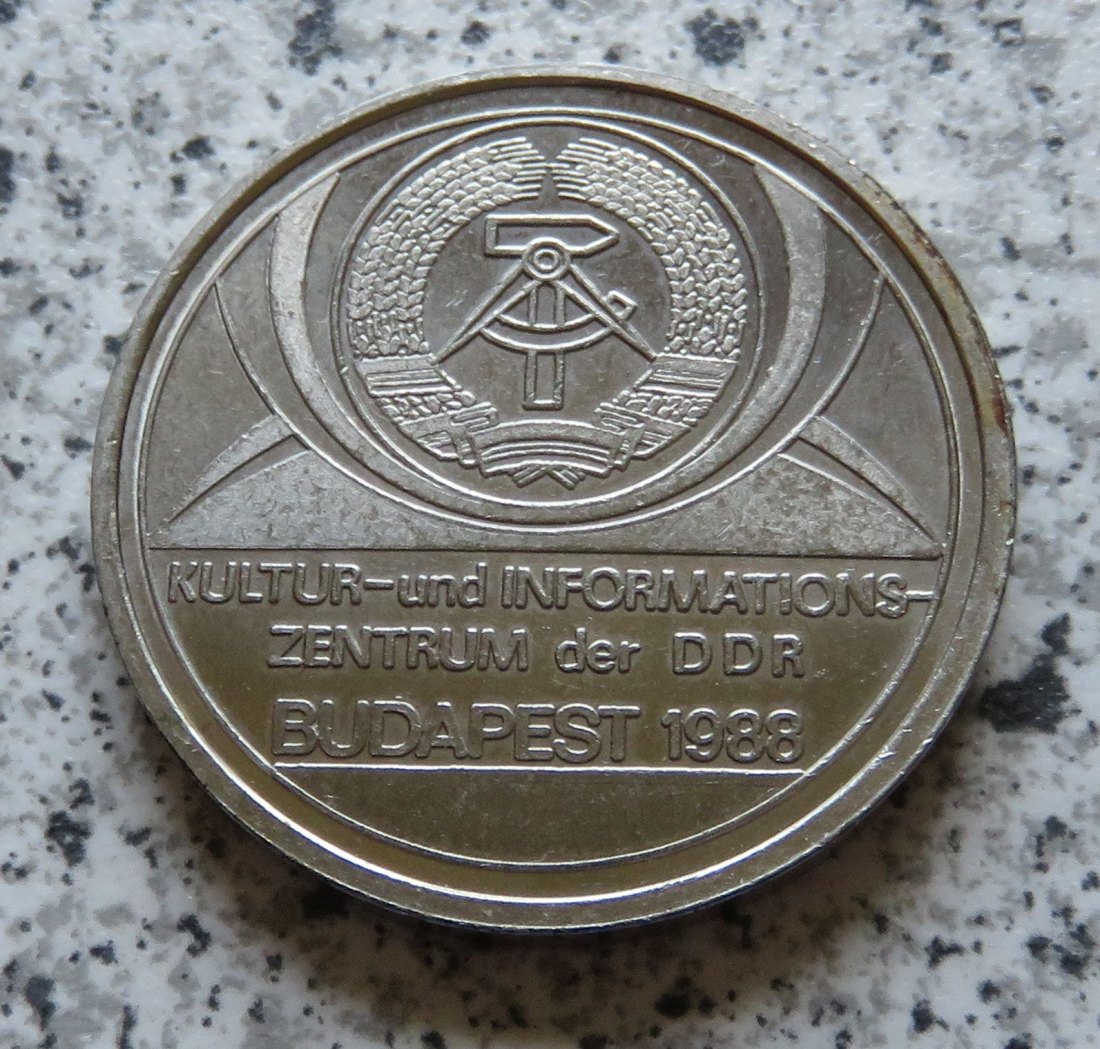 KULTUR-und INFORMATIONS-
ZENTRUM der DDR
BUDAPEST 1988